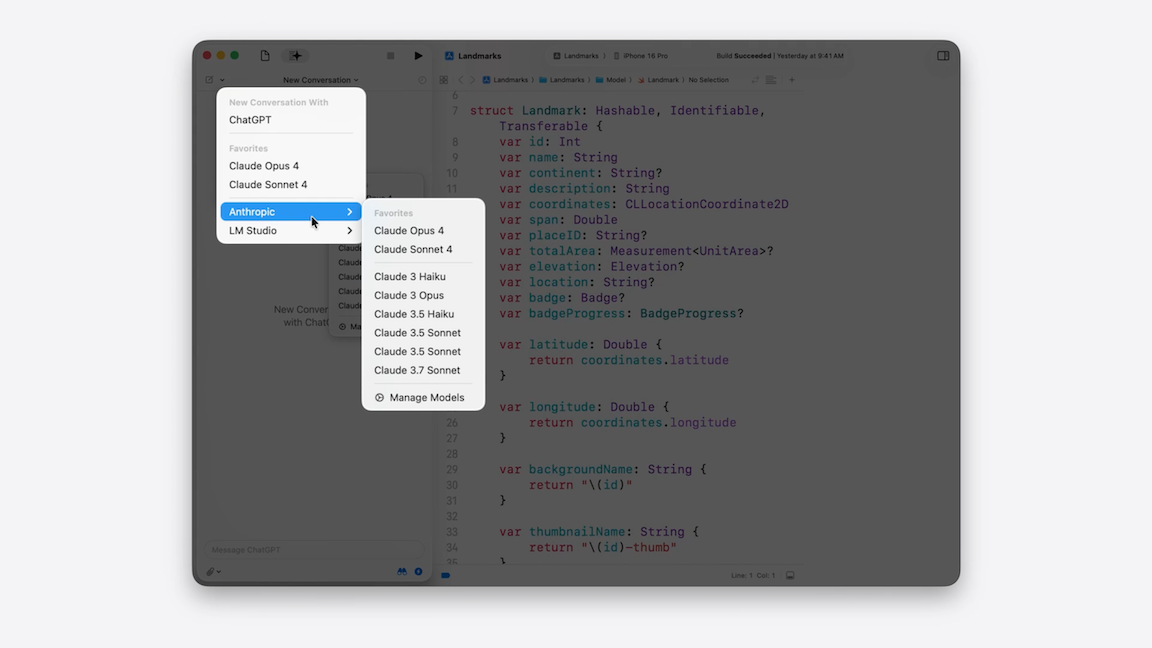 Landmarks
Landmarks
iPhone 16 Pro
Build Succeeded | Yesterday at 9:41 AM
New Conversation
Landmarks
Landmarks
Model
Landmark
No Selection
New Conversation With
ChatGPT
Favorites
Claude Opus 4
Claude Sonnet 4
Anthropic
LM Studio
Favorites
Claude Opus 4
Claude Sonnet 4
Claude 3 Haiku
Claude 3 Opus
Claude 3.5 Haiku
Claude 3.5 Sonnet
Claude 3.5 Sonnet
Claude 3.7 Sonnet
Manage Models
New Conver
with Chat
Message ChatGPT
6
7 struct Landmark: Hashable, Identifiable,
Transferable {
8 var id: Int
9 var name: String
10 var continent: String?
11 var description: String
var coordinates: CLLocationCoordinate2D
var span: Double
var placeID: String?
var totalArea: Measurement<UnitArea>?
var elevation: Elevation?
var location: String?
var badge: Badge?
var badgeProgress: BadgeProgress?
var latitude: Double {
return coordinates.latitude
}
var longitude: Double {
26 return coordinates.longitude
27 }
28
29 var backgroundName: String {
30 return "\(id)"
31 }
32
33 var thumbnailName: String {
34 return "\(id)-thumb"
35 }
Line: 1 Col: 1